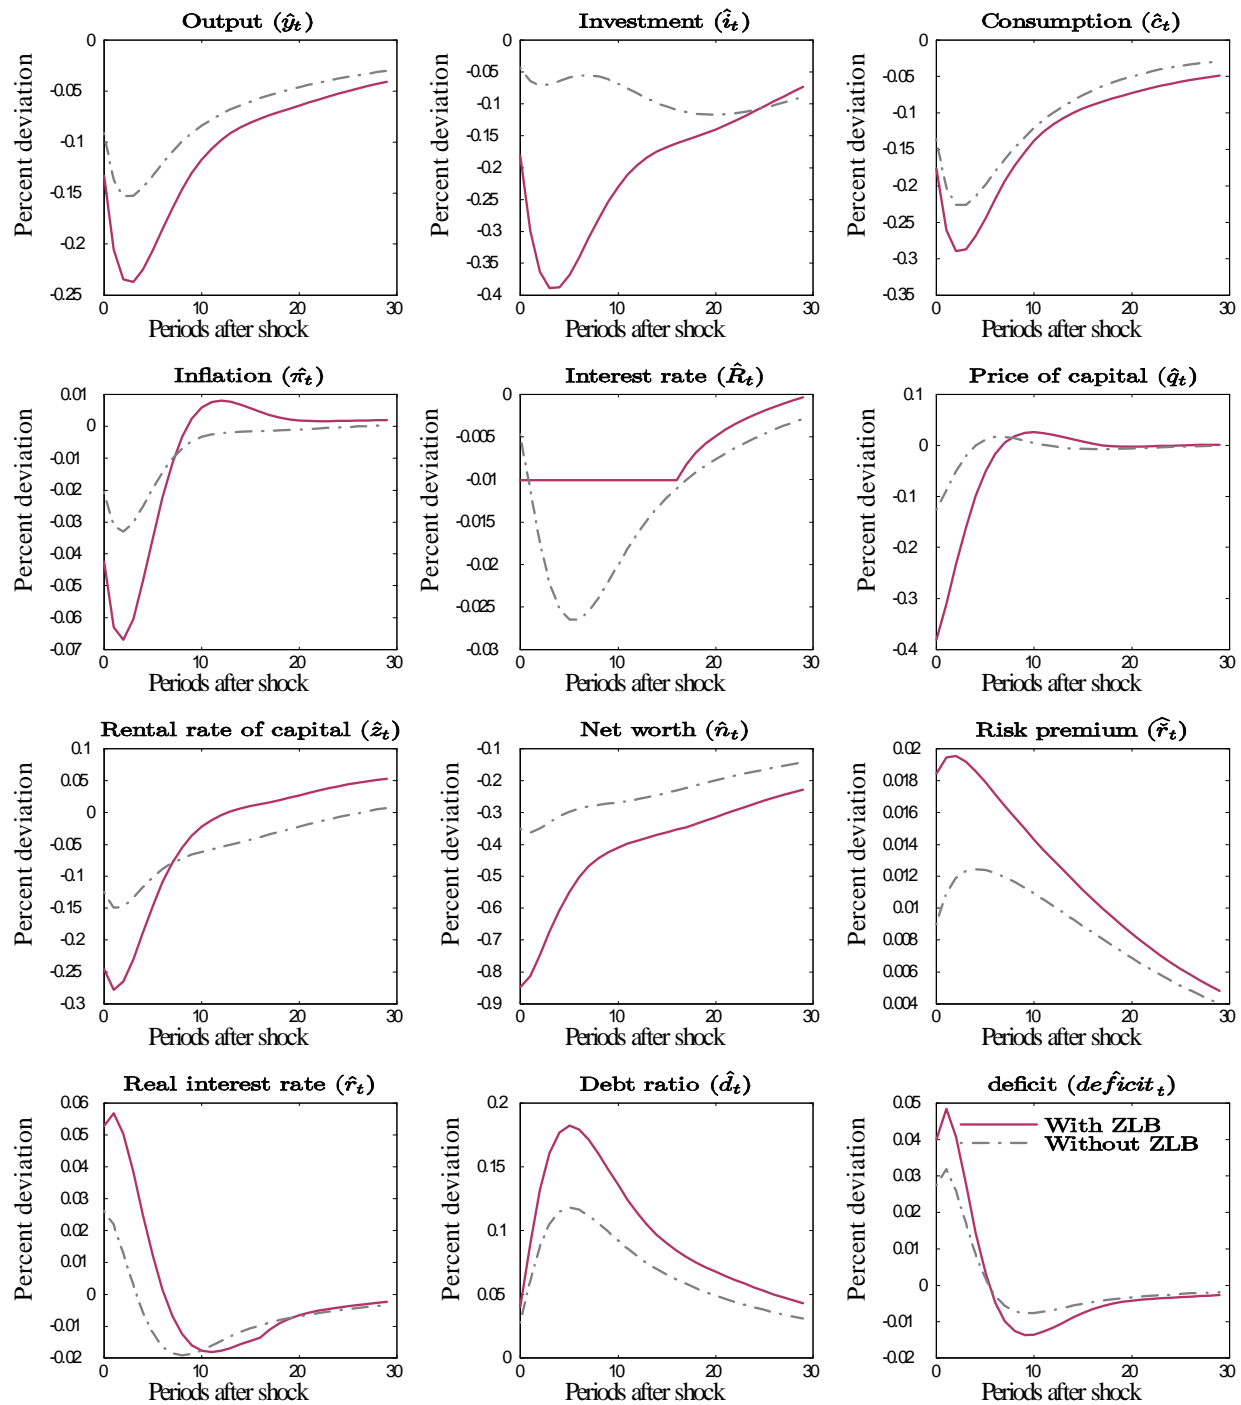 Output (ŷₜ)
Investment (îₜ)
Consumption (ĉₜ)
Percent deviation
0
-0.05
-0.1
-0.15
-0.2
-0.25
0 10 20 30
Periods after shock
Percent deviation
0
-0.05
-0.1
-0.15
-0.2
-0.25
-0.3
-0.35
-0.4
0 10 20 30
Periods after shock
Percent deviation
0
-0.05
-0.1
-0.15
-0.2
-0.25
-0.3
-0.35
0 10 20 30
Periods after shock
Inflation (π̂ₜ)
Interest rate (R̂ₜ)
Price of capital (q̂ₜ)
Percent deviation
0.01
0
-0.01
-0.02
-0.03
-0.04
-0.05
-0.06
-0.07
0 10 20 30
Periods after shock
Percent deviation
0
-0.005
-0.01
-0.015
-0.02
-0.025
-0.03
0 10 20 30
Periods after shock
Percent deviation
0.1
0
-0.1
-0.2
-0.3
-0.4
0 10 20 30
Periods after shock
Rental rate of capital (ẑₜ)
Net worth (n̂ₜ)
Risk premium (r̆̂ₜ)
Percent deviation
0.1
0.05
0
-0.05
-0.1
-0.15
-0.2
-0.25
-0.3
0 10 20 30
Periods after shock
Percent deviation
-0.1
-0.2
-0.3
-0.4
-0.5
-0.6
-0.7
-0.8
-0.9
0 10 20 30
Periods after shock
Percent deviation
0.02
0.018
0.016
0.014
0.012
0.01
0.008
0.006
0.004
0 10 20 30
Periods after shock
Real interest rate (r̂ₜ)
Debt ratio (d̂ₜ)
deficit (deficit̂ₜ)
Percent deviation
0.06
0.05
0.04
0.03
0.02
0.01
0
-0.01
-0.02
0 10 20 30
Periods after shock
Percent deviation
0.2
0.15
0.1
0.05
0
0 10 20 30
Periods after shock
Percent deviation
0.05
0.04
0.03
0.02
0.01
0
-0.01
-0.02
0 10 20 30
Periods after shock
With ZLB
Without ZLB